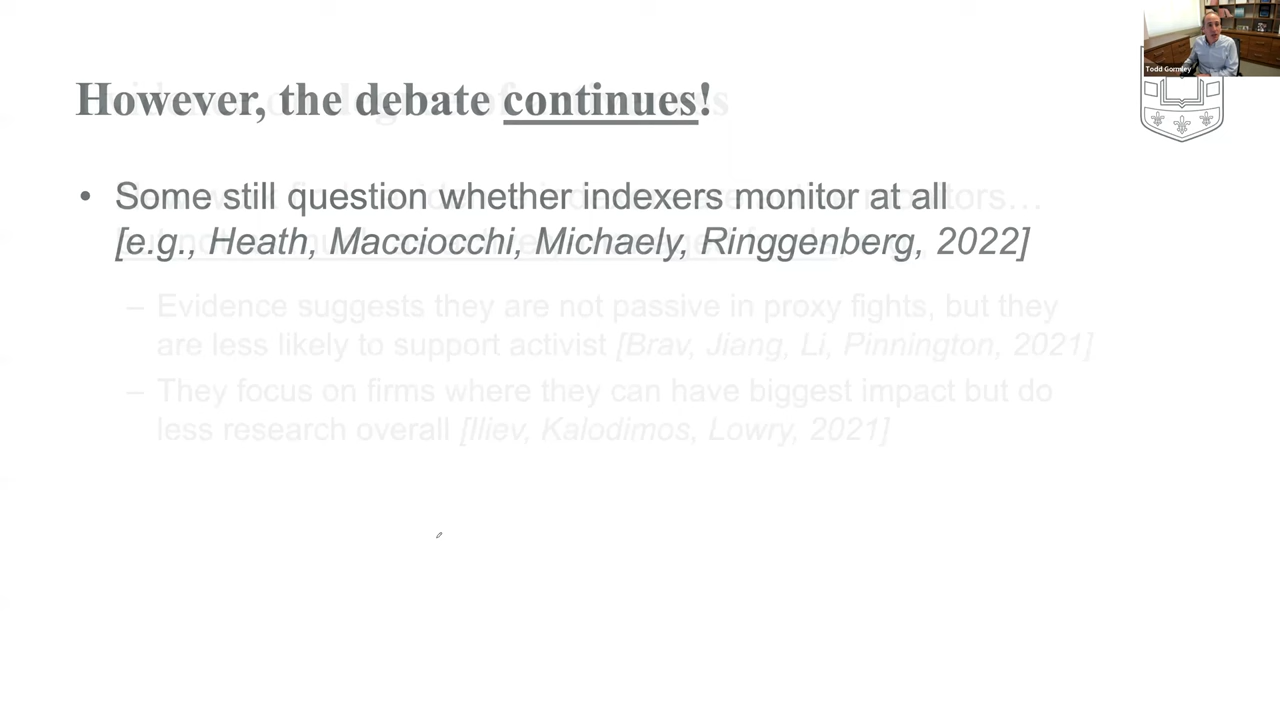 Todd Gormley
However, the debate continues!
• Some still question whether indexers monitor at all
[e.g., Heath, Macciocchi, Michaely, Ringgenberg, 2022]
– Evidence suggests they are not passive in proxy fights, but they
are less likely to support activist [Brav, Jiang, Li, Pinnington, 2021]
– They focus on firms where they can have biggest impact but do
less research overall [Iliev, Kalodimos, Lowry, 2021]